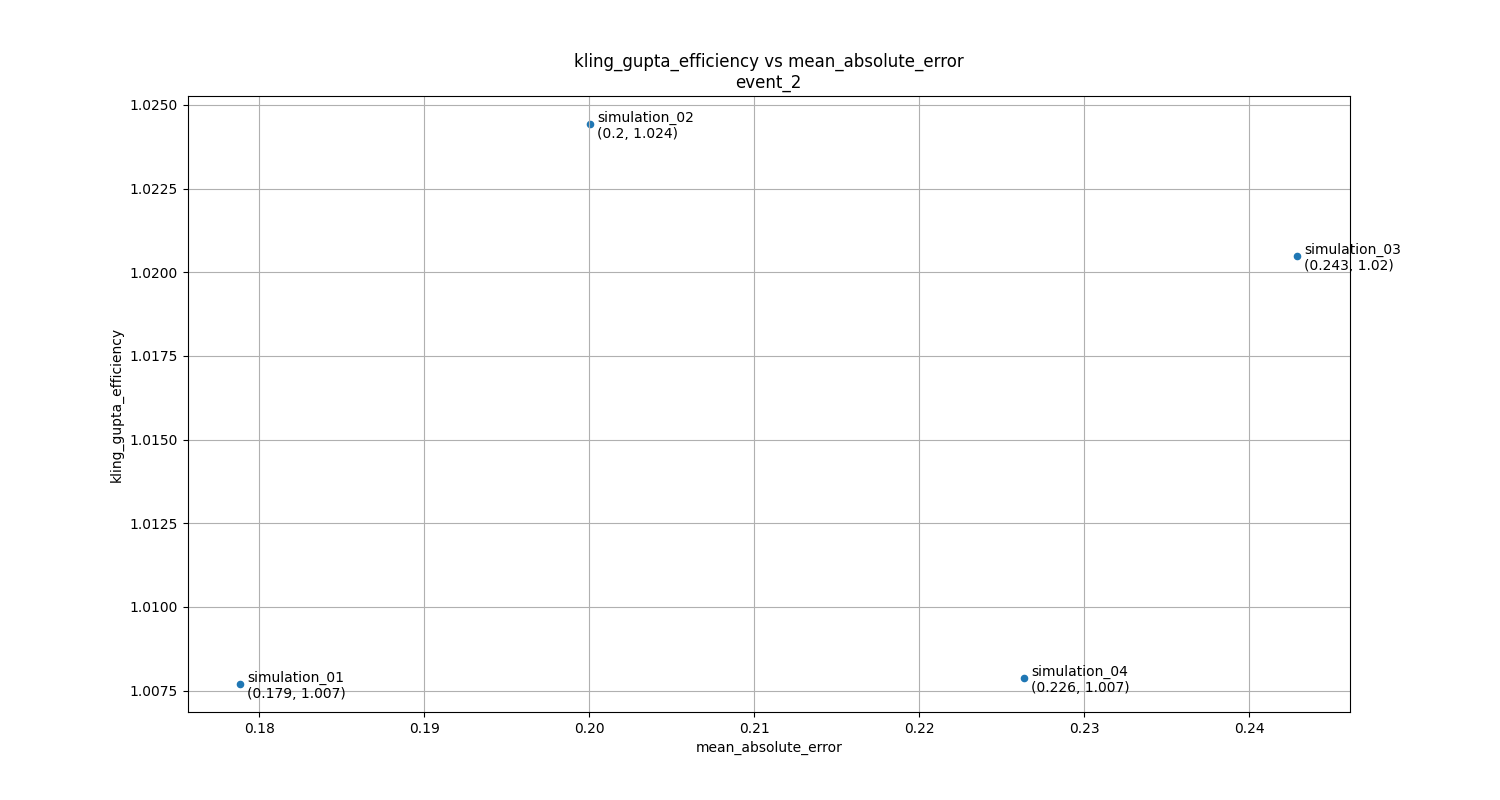 kling_gupta_efficiency vs mean_absolute_error
event_2
1.0250
1.0225
1.0200
1.0175
1.0150
1.0125
1.0100
1.0075
kling_gupta_efficiency
simulation_02
(0.2, 1.024)
simulation_03
(0.243, 1.02)
simulation_01
(0.179, 1.007)
simulation_04
(0.226, 1.007)
0.18
0.19
0.20
0.21
0.22
0.23
0.24
mean_absolute_error